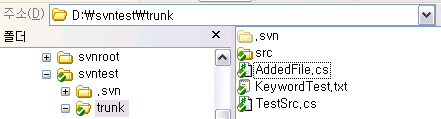 주소(D) D:\svntest\trunk
폴더
svnroot
svntest
.svn
trunk
.svn
src
AddedFile.cs
KeywordTest.txt
TestSrc.cs